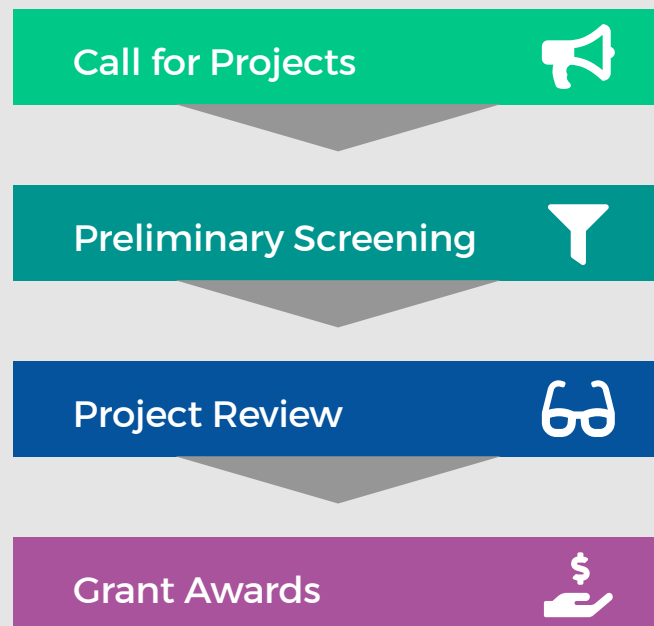 Call for Projects
Preliminary Screening
Project Review
Grant Awards
$